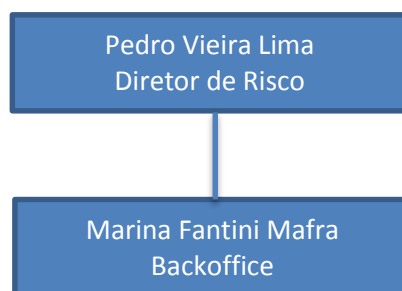 Pedro Vieira Lima
Diretor de Risco
Marina Fantini Mafra
Backoffice